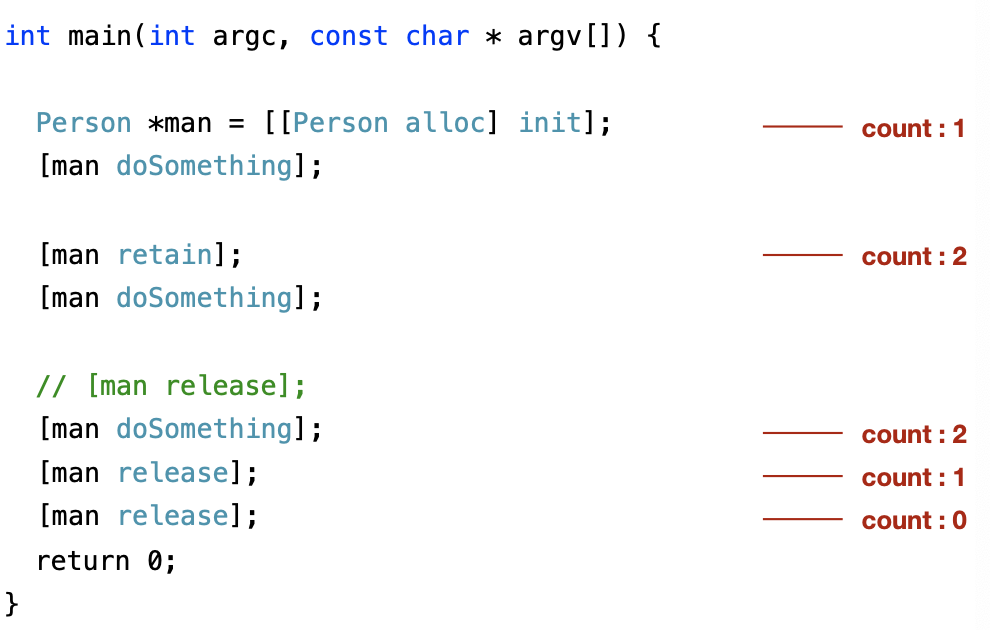 int main(int argc, const char * argv[]) {
Person *man = [[Person alloc] init]; count : 1
[man doSomething];
[man retain]; count : 2
[man doSomething];
// [man release];
[man doSomething]; count : 2
[man release]; count : 1
[man release]; count : 0
return 0;
}